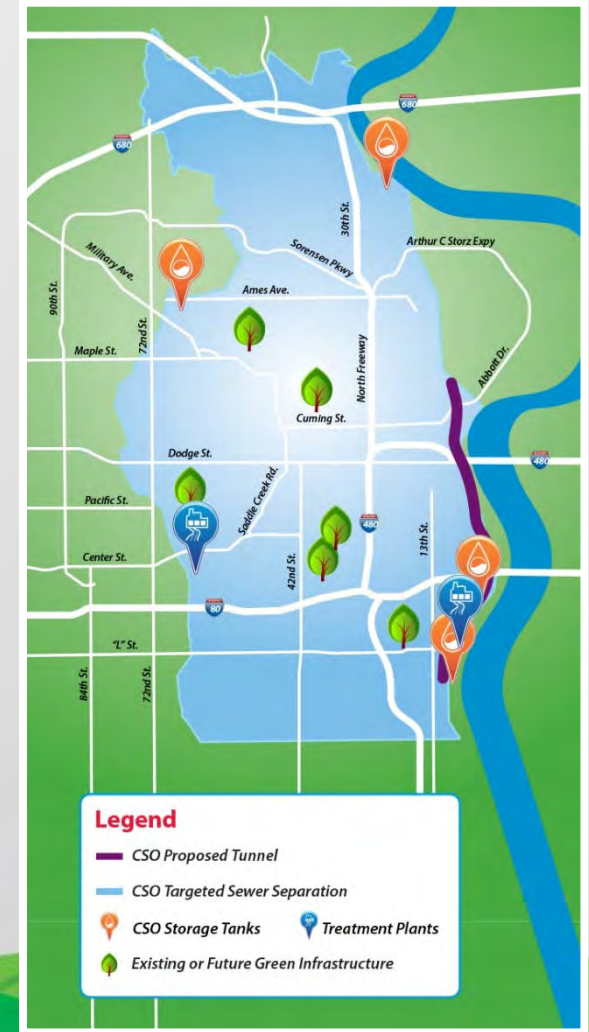 680
680
30th St.
Arthur C Storz Expy
Sorensen Pkwy
Military Ave.
90th St.
Ames Ave.
72nd St.
Maple St.
North Freeway
Abbott Dr.
Cuming St.
Dodge St.
480
Saddle Creek Rd.
Pacific St.
480
13th St.
Center St.
42nd St.
80
"L" St.
84th St.
72nd St.
Legend
CSO Proposed Tunnel
CSO Targeted Sewer Separation
CSO Storage Tanks
Treatment Plants
Existing or Future Green Infrastructure